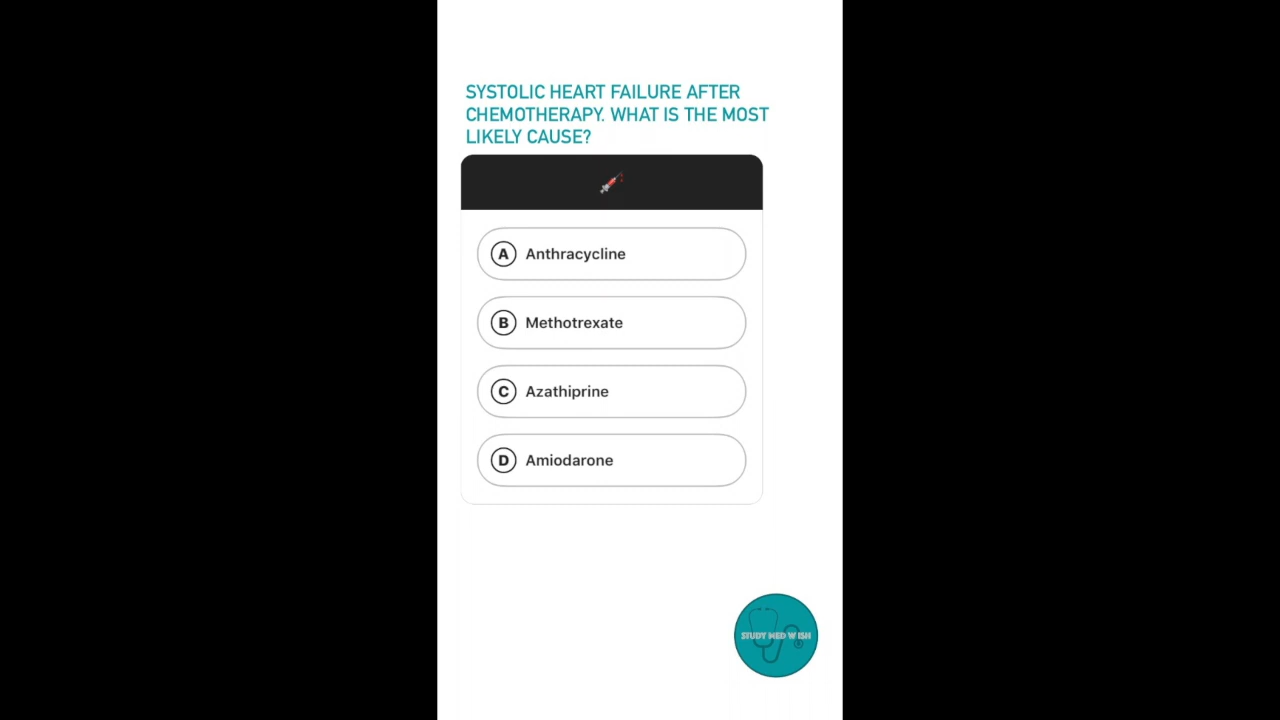 SYSTOLIC HEART FAILURE AFTER
CHEMOTHERAPY. WHAT IS THE MOST
LIKELY CAUSE?
A Anthracycline
B Methotrexate
C Azathiprine
D Amiodarone
STUDY MED W ISH